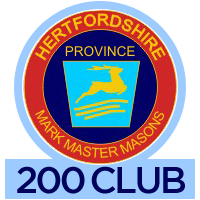 HERTFORDSHIRE
PROVINCE
MARK MASTER MASONS
200 CLUB